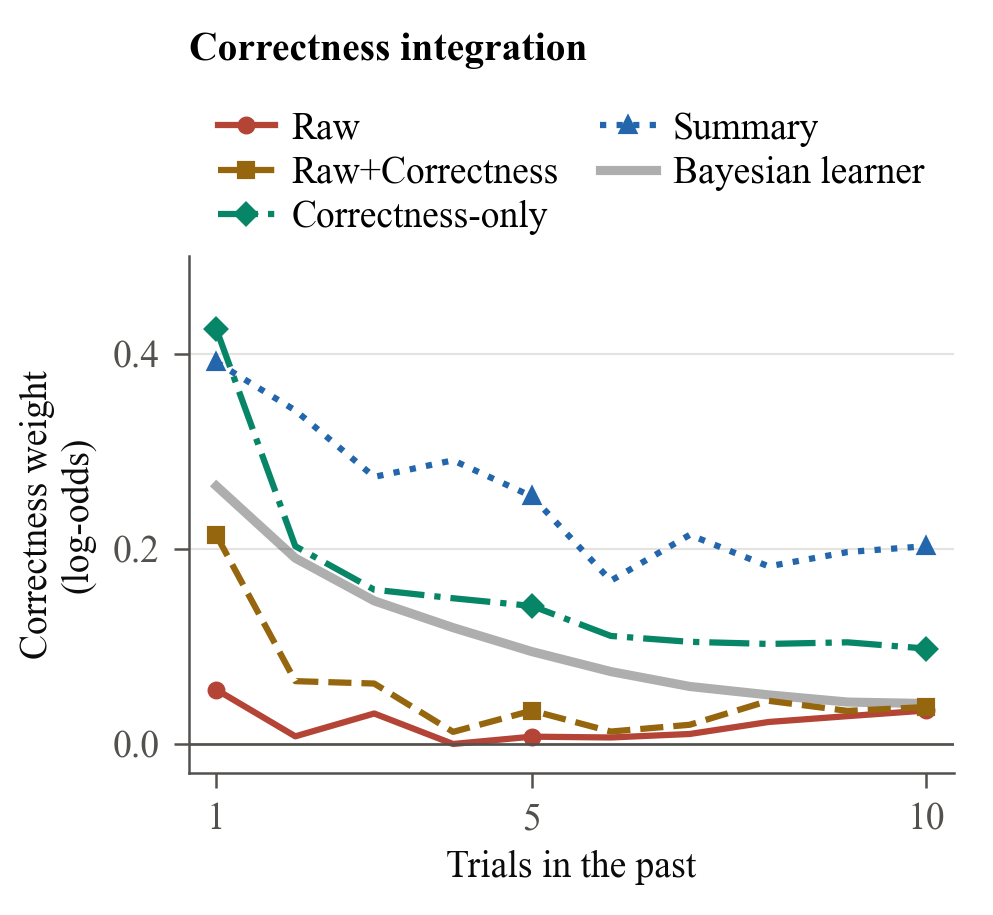 Correctness integration
Raw
Raw+Correctness
Correctness-only
Summary
Bayesian learner
Correctness weight
(log-odds)
0.4
0.2
0.0
1
5
10
Trials in the past